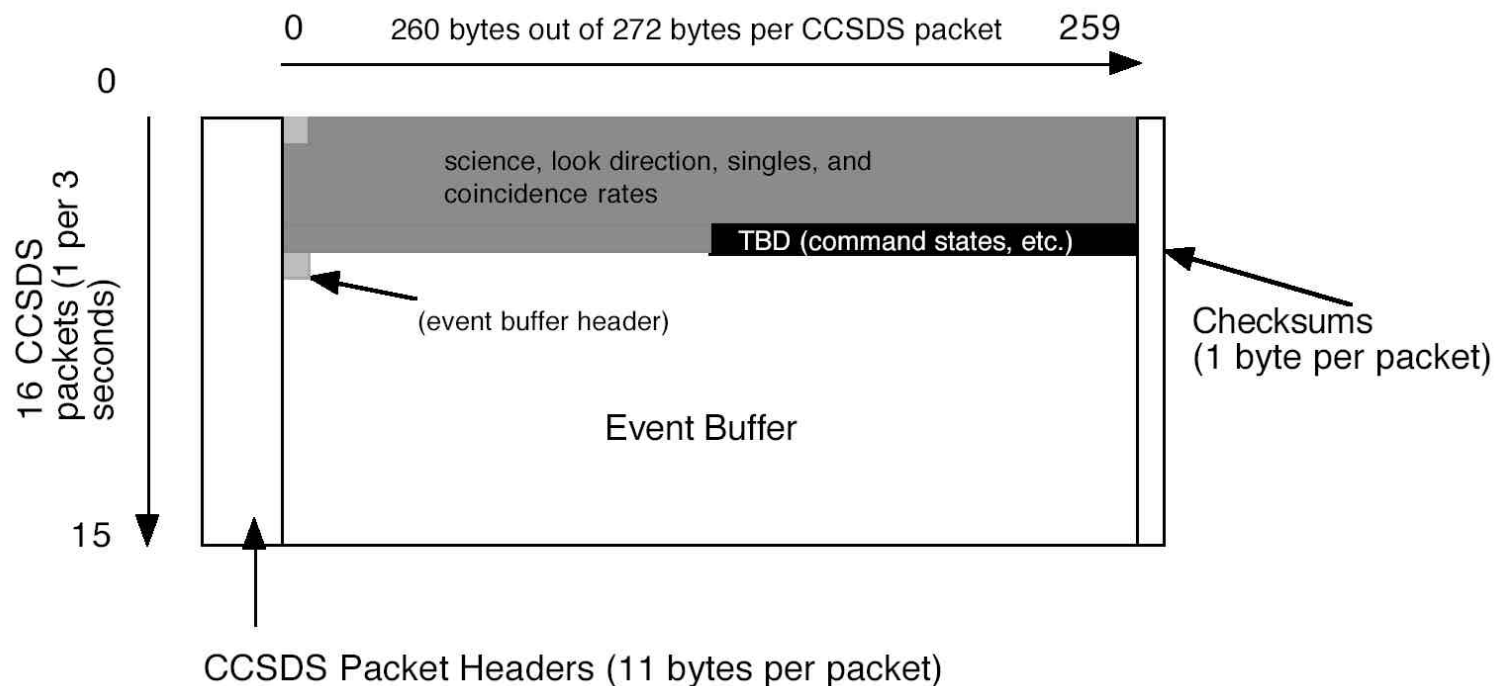 0 260 bytes out of 272 bytes per CCSDS packet 259
0
science, look direction, singles, and
coincidence rates
TBD (command states, etc.)
16 CCSDS
packets (1 per 3
seconds)
(event buffer header)
Checksums
(1 byte per packet)
Event Buffer
15
CCSDS Packet Headers (11 bytes per packet)